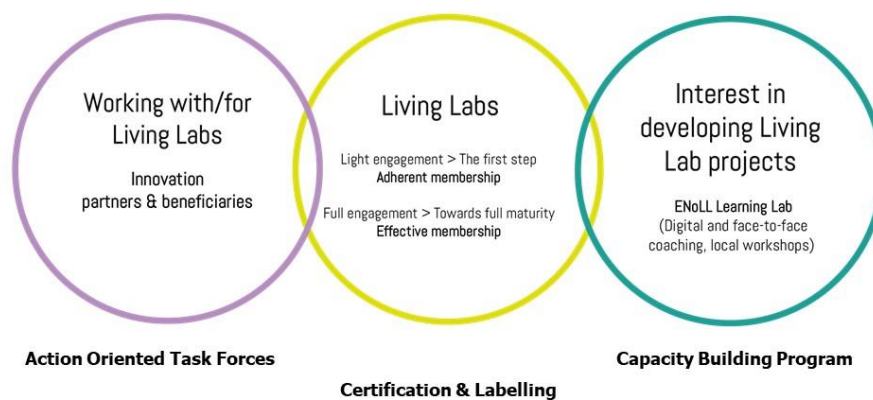 Working with/for
Living Labs
Innovation
partners & beneficiaries
Living Labs
Light engagement > The first step
Adherent membership
Full engagement > Towards full maturity
Effective membership
Interest in
developing Living
Lab projects
ENoLL Learning Lab
(Digital and face-to-face
coaching, local workshops)
Action Oriented Task Forces
Certification & Labelling
Capacity Building Program